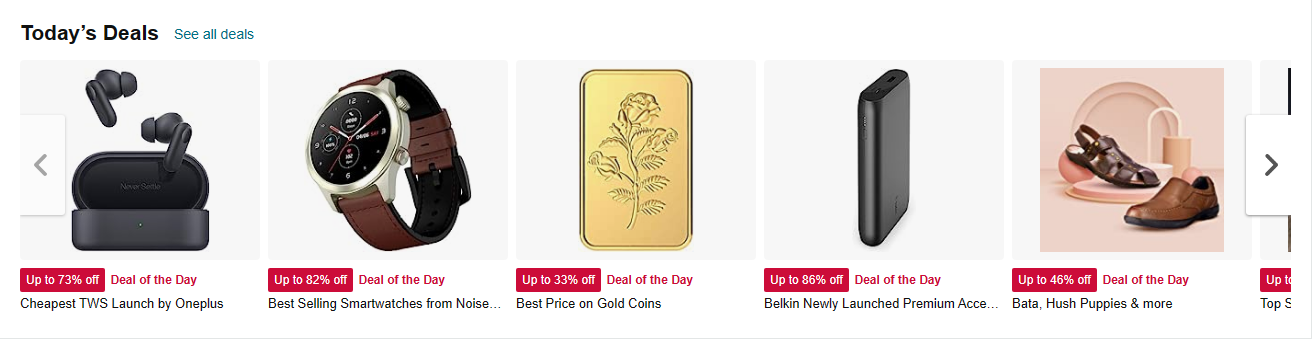 Today's Deals See all deals
Never Settle
Up to 73% off Deal of the Day
Cheapest TWS Launch by Oneplus
Up to 82% off Deal of the Day
Best Selling Smartwatches from Noise...
Up to 33% off Deal of the Day
Best Price on Gold Coins
Up to 86% off Deal of the Day
Belkin Newly Launched Premium Acce...
Up to 46% off Deal of the Day
Bata, Hush Puppies & more
Up to
Top S